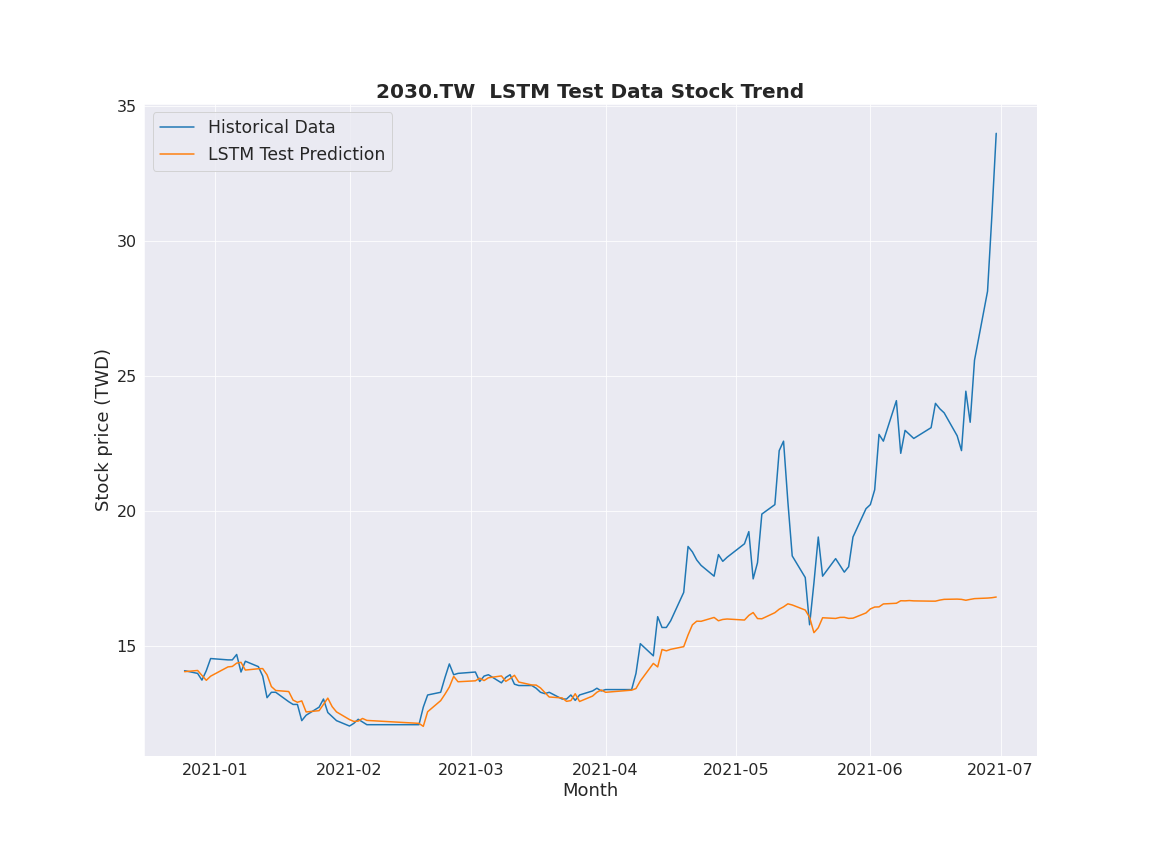 2030.TW  LSTM Test Data Stock Trend
Historical Data
LSTM Test Prediction
Stock price (TWD)
35
30
25
20
15
2021-01 2021-02 2021-03 2021-04 2021-05 2021-06 2021-07
Month